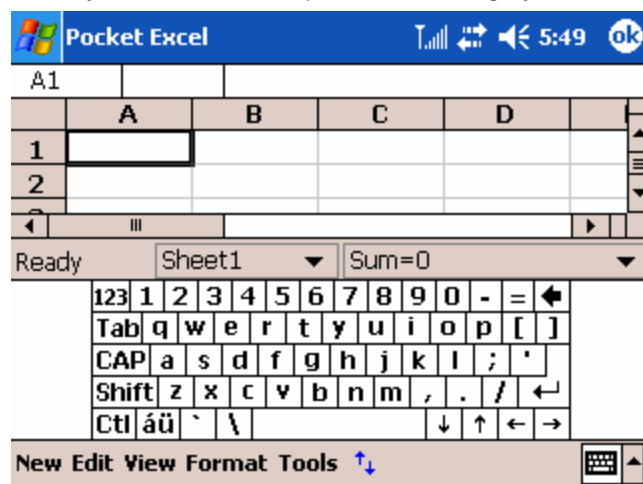 Pocket Excel 5:49 ok
A1
A B C D
1
2
Ready Sheet1 Sum=0
123 1 2 3 4 5 6 7 8 9 0 - =
Tab q w e r t y u i o p [ ]
CAP a s d f g h j k l ; '
Shift z x c v b n m , . /
Ctl áü ` \ ↓ ↑ ← →
New Edit View Format Tools